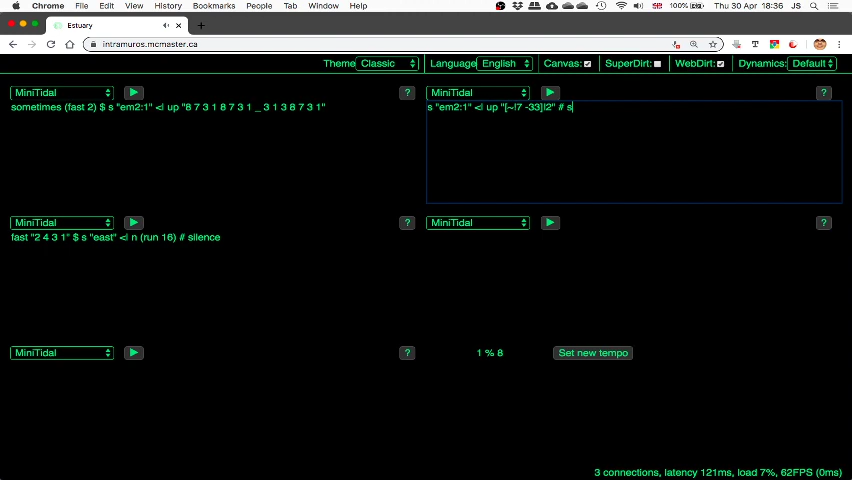 Chrome File Edit View History Bookmarks People Tab Window Help 100% Thu 30 Apr 18:36 JS
Estuary
intramuros.mcmaster.ca
Theme Classic Language English Canvas: SuperDirt: WebDirt: Dynamics: Default
MiniTidal ? MiniTidal ?
sometimes (fast 2) $ s "em2:1" <| up "8 7 3 1 8 7 3 1 _ 3 1 3 8 7 3 1"
s "em2:1" <| up "[~!7 -33]!2" # s
MiniTidal ? MiniTidal ?
fast "2 4 3 1" $ s "east" <| n (run 16) # silence
MiniTidal ? 1 % 8 Set new tempo
3 connections, latency 121ms, load 7%, 62FPS (0ms)